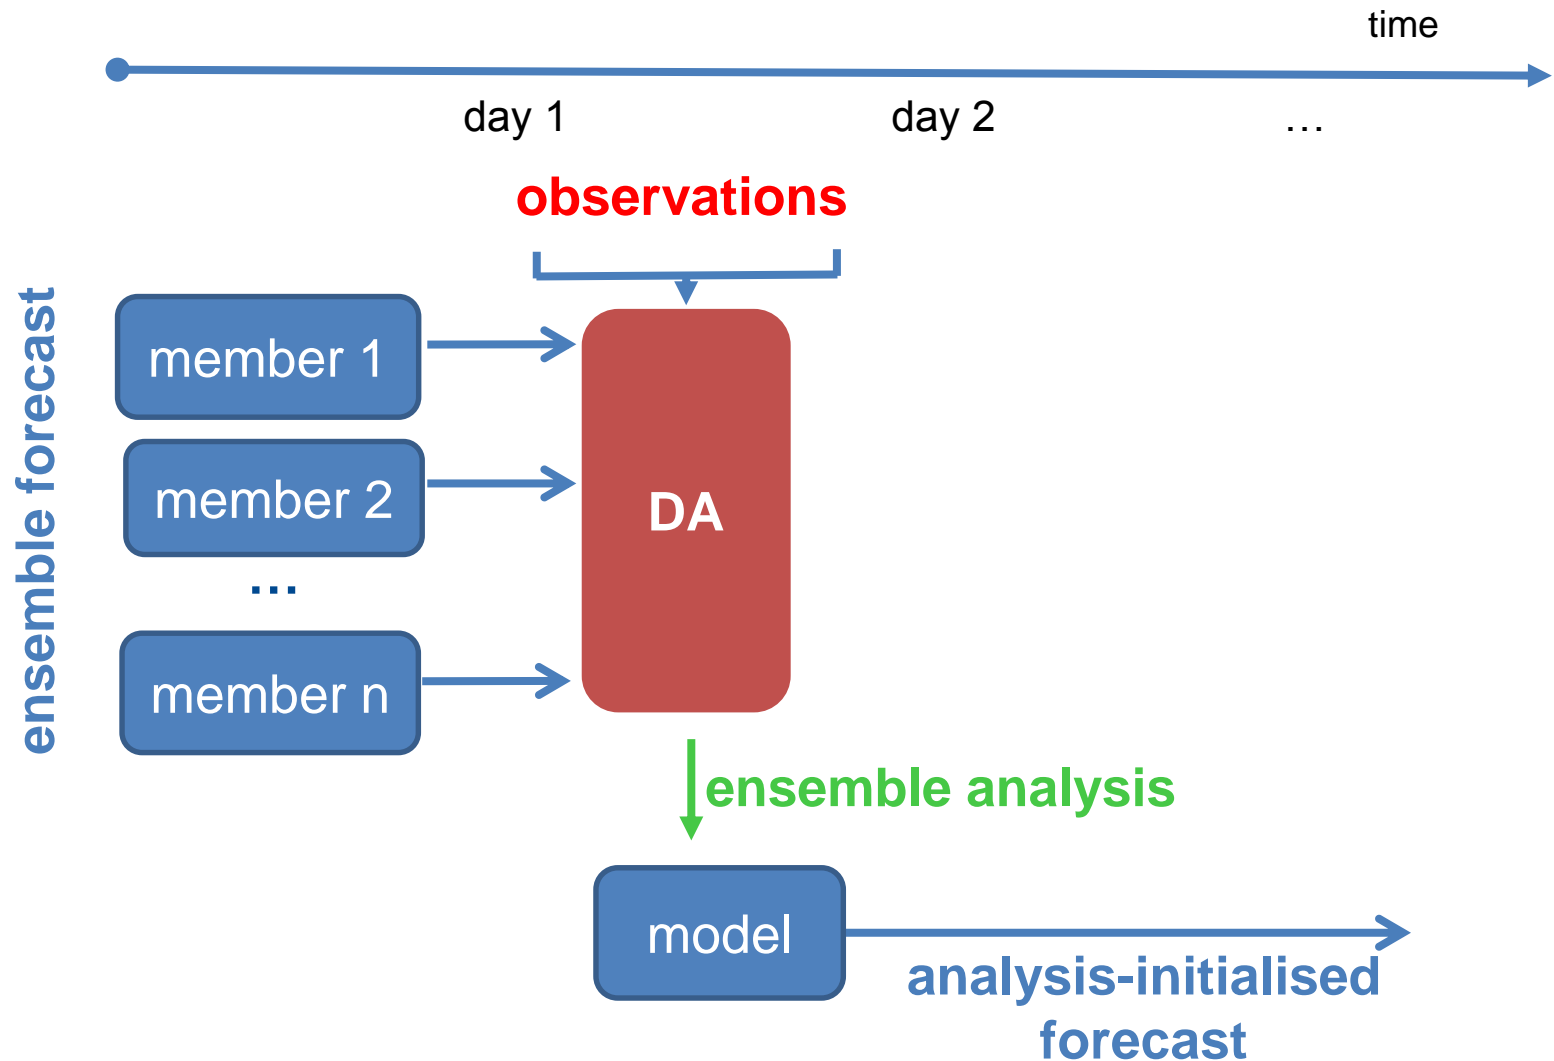 time
day 1
day 2
…
observations
ensemble forecast
member 1
member 2
…
member n
DA
ensemble analysis
model
analysis-initialised
forecast